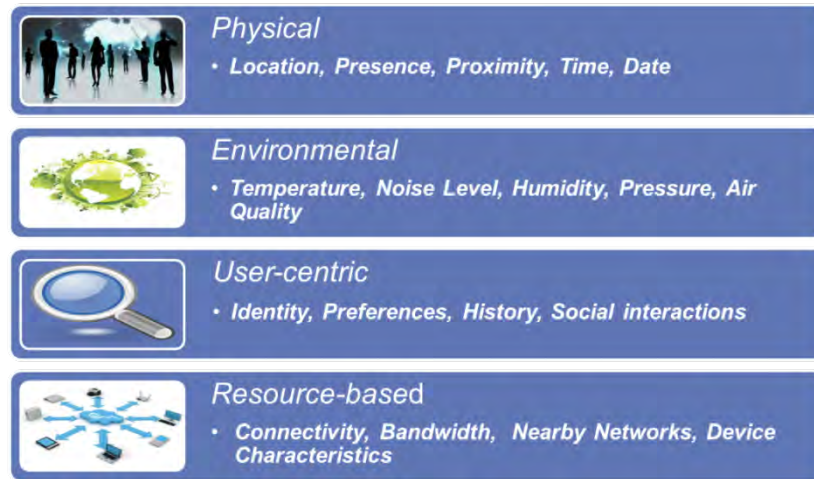 Physical
• Location, Presence, Proximity, Time, Date
Environmental
• Temperature, Noise Level, Humidity, Pressure, Air
Quality
User-centric
• Identity, Preferences, History, Social interactions
Resource-based
• Connectivity, Bandwidth, Nearby Networks, Device
Characteristics